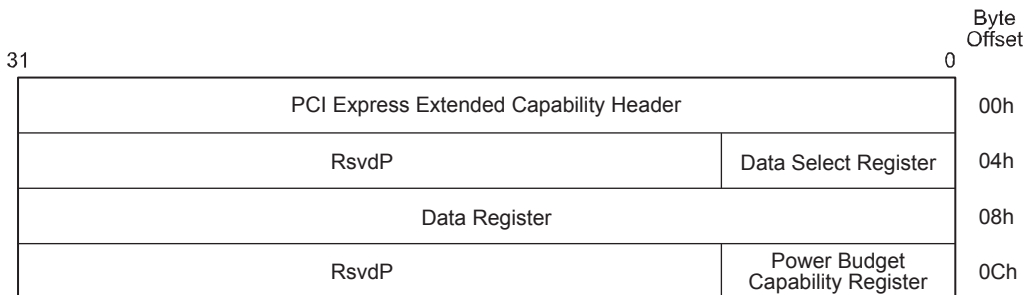 Byte
Offset
31
0
PCI Express Extended Capability Header
00h
RsvdP
Data Select Register
04h
Data Register
08h
RsvdP
Power Budget
Capability Register
0Ch